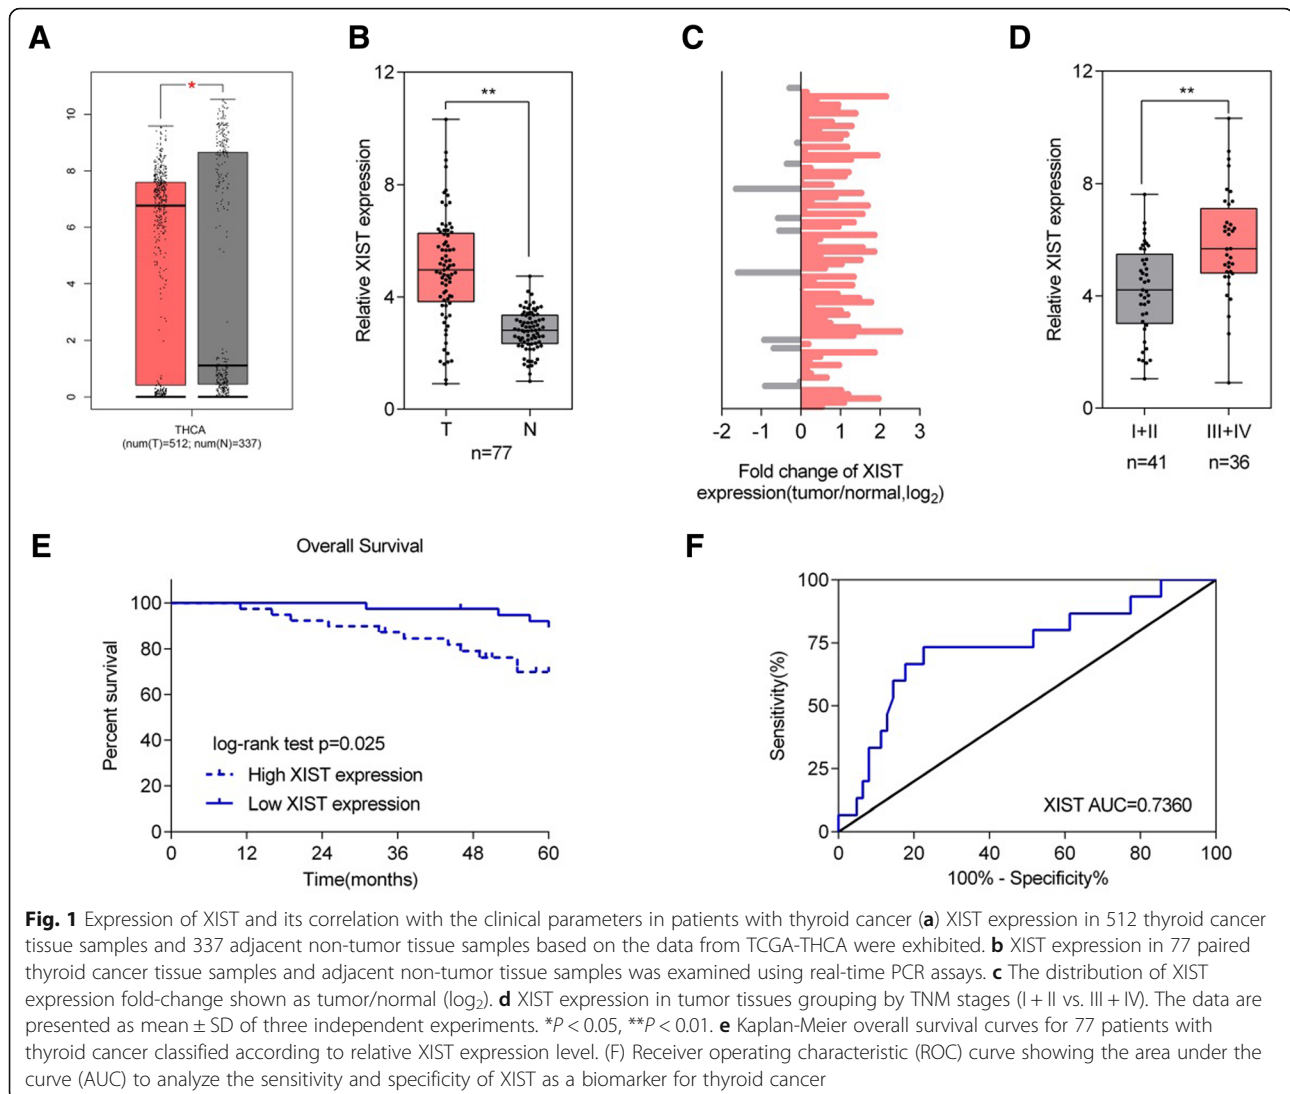 A
*
10
8
6
4
2
0
THCA
(num(T)=512; num(N)=337)
B
Relative XIST expression
12
8
4
0
**
T N
n=77
C
-2 -1 0 1 2 3
Fold change of XIST
expression(tumor/normal,log2)
D
Relative XIST expression
12
8
4
0
**
I+II III+IV
n=41 n=36
E
Overall Survival
Percent survival
100
80
60
40
20
0
log-rank test p=0.025
High XIST expression
Low XIST expression
0 12 24 36 48 60
Time(months)
F
Sensitivity(%)
100
75
50
25
0
XIST AUC=0.7360
0 20 40 60 80 100
100% - Specificity%
Fig. 1 Expression of XIST and its correlation with the clinical parameters in patients with thyroid cancer (a) XIST expression in 512 thyroid cancer
tissue samples and 337 adjacent non-tumor tissue samples based on the data from TCGA-THCA were exhibited. b XIST expression in 77 paired
thyroid cancer tissue samples and adjacent non-tumor tissue samples was examined using real-time PCR assays. c The distribution of XIST
expression fold-change shown as tumor/normal (log2). d XIST expression in tumor tissues grouping by TNM stages (I + II vs. III + IV). The data are
presented as mean ± SD of three independent experiments. *P < 0.05, **P < 0.01. e Kaplan-Meier overall survival curves for 77 patients with
thyroid cancer classified according to relative XIST expression level. (F) Receiver operating characteristic (ROC) curve showing the area under the
curve (AUC) to analyze the sensitivity and specificity of XIST as a biomarker for thyroid cancer